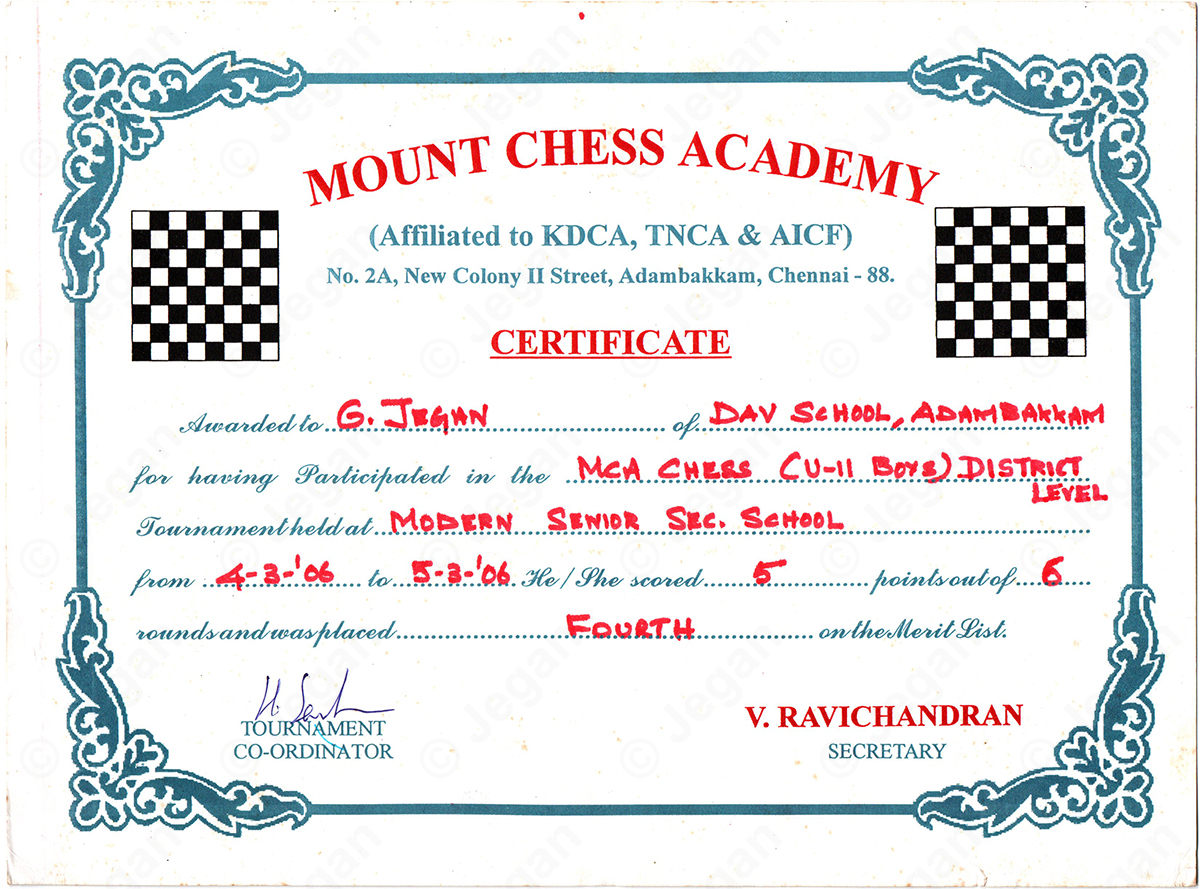 MOUNT CHESS ACADEMY
(Affiliated to KDCA, TNCA & AICF)
No. 2A, New Colony II Street, Adambakkam, Chennai - 88.
CERTIFICATE
Awarded to G. JEGAN of DAV SCHOOL, ADAMBAKKAM
for having Participated in the MCA CHESS (U-11 BOYS) DISTRICT
LEVEL
Tournament held at MODERN SENIOR SEC. SCHOOL
from 4-3-'06 to 5-3-'06 He/She scored 5 points out of 6
rounds and was placed FOURTH on the Merit List.
TOURNAMENT
CO-ORDINATOR
V. RAVICHANDRAN
SECRETARY
© Jegan